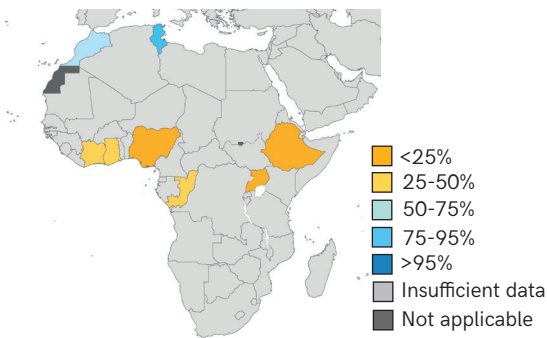 <25%
25-50%
50-75%
75-95%
>95%
Insufficient data
Not applicable